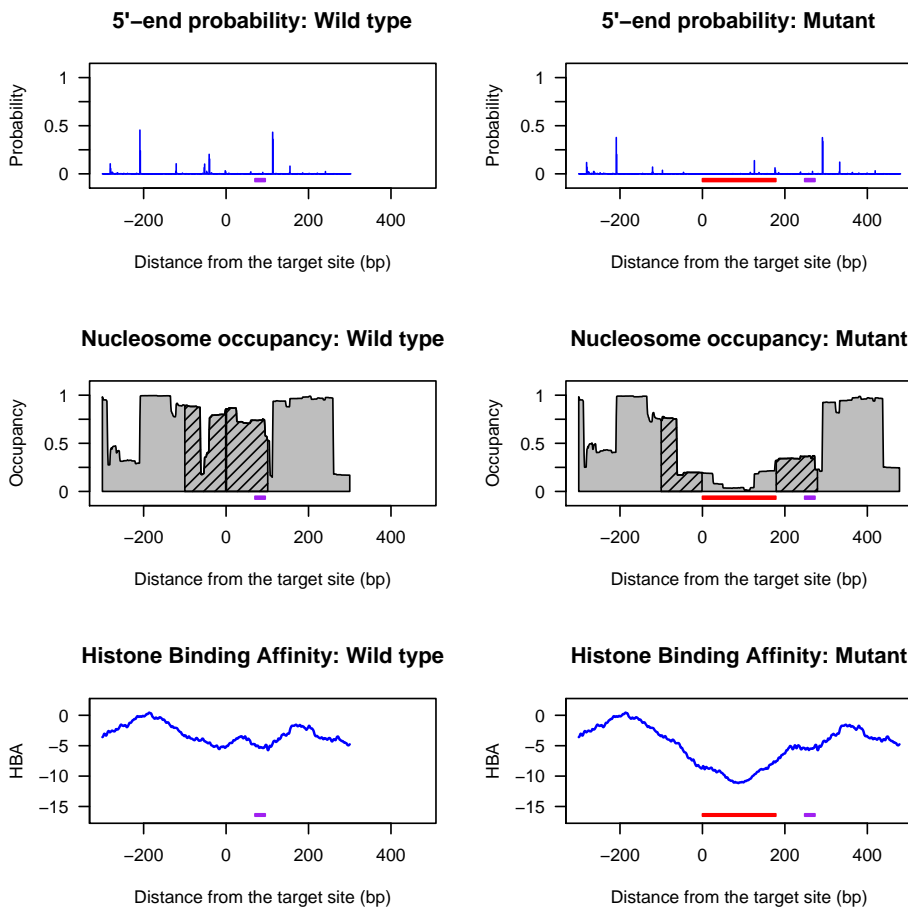 5'−end probability: Wild type
Probability
1
0.5
0
−200 0 200 400
Distance from the target site (bp)
5'−end probability: Mutant
Probability
1
0.5
0
−200 0 200 400
Distance from the target site (bp)
Nucleosome occupancy: Wild type
Occupancy
1
0.5
0
−200 0 200 400
Distance from the target site (bp)
Nucleosome occupancy: Mutant
Occupancy
1
0.5
0
−200 0 200 400
Distance from the target site (bp)
Histone Binding Affinity: Wild type
HBA
0
−5
−10
−15
−200 0 200 400
Distance from the target site (bp)
Histone Binding Affinity: Mutant
HBA
0
−5
−10
−15
−200 0 200 400
Distance from the target site (bp)